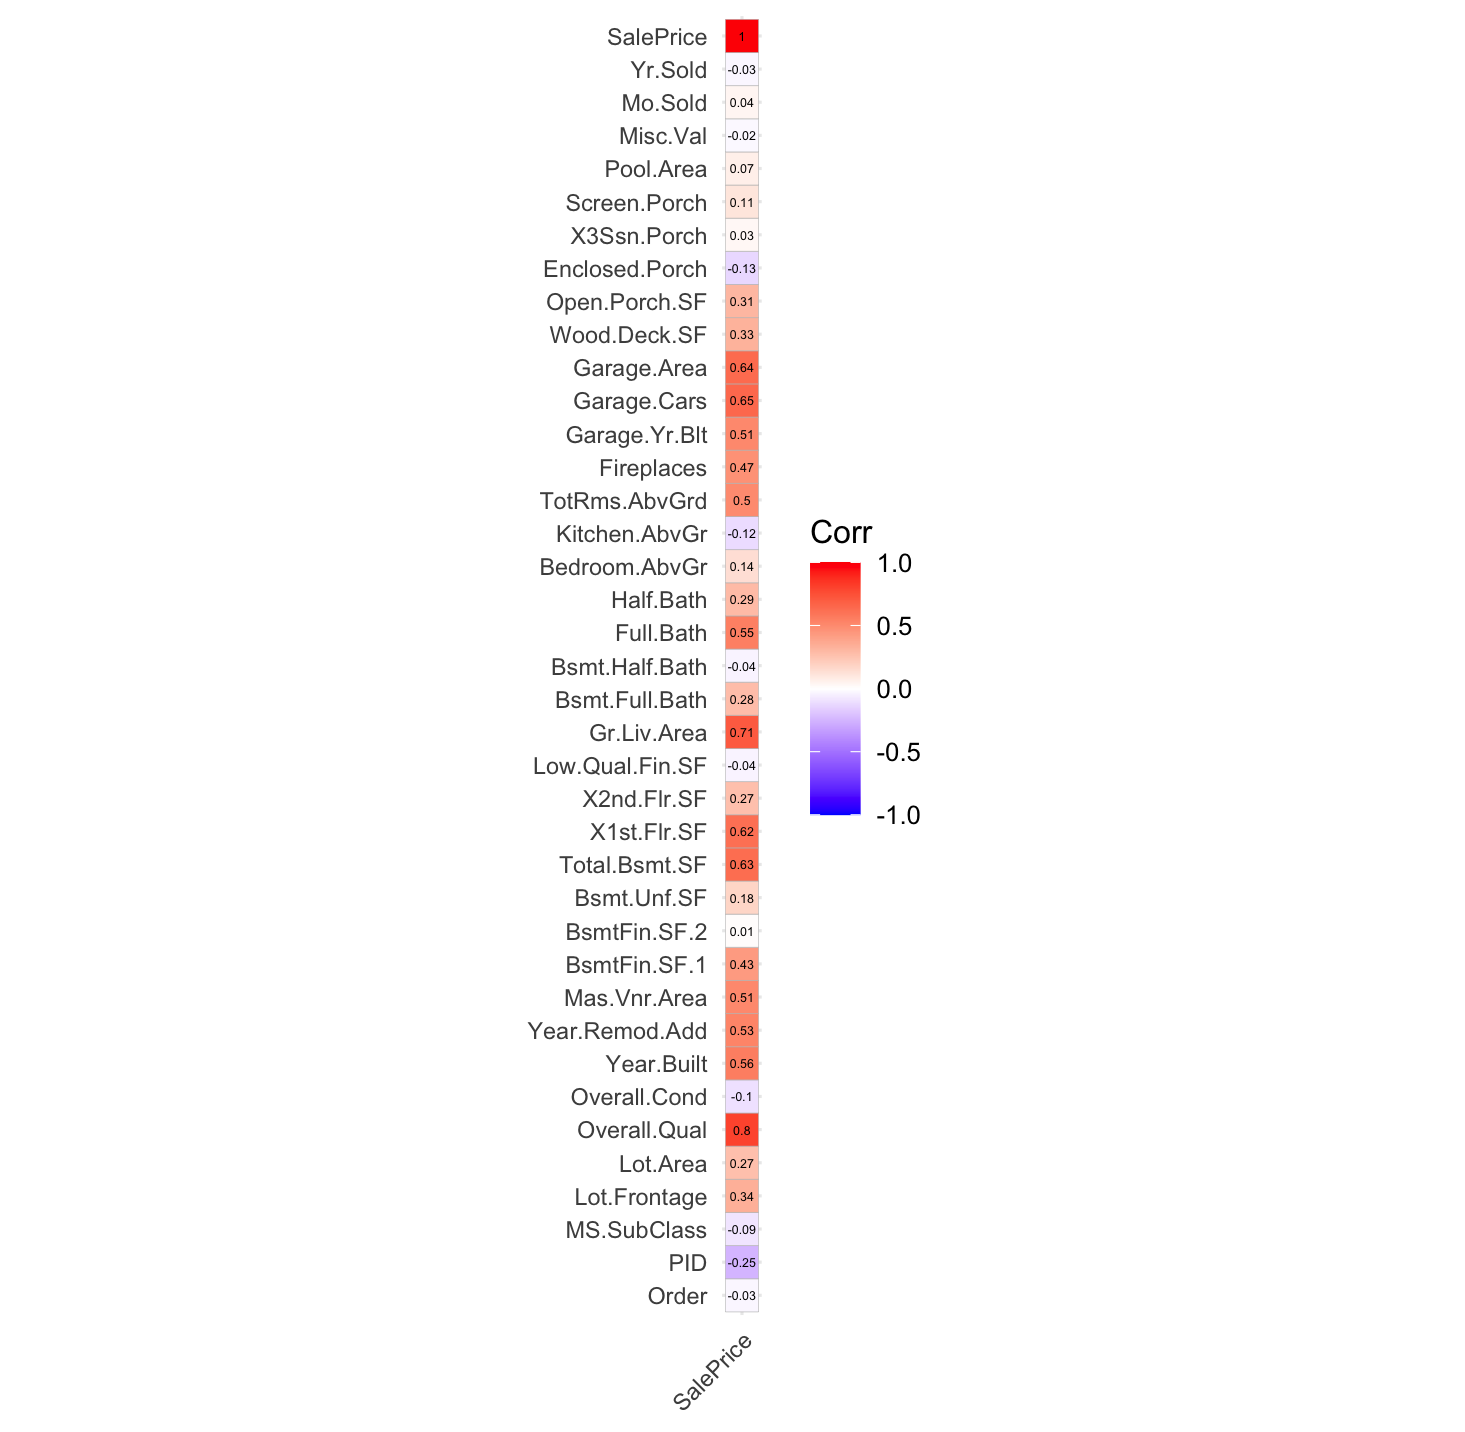 SalePrice 1
Yr.Sold -0.03
Mo.Sold 0.04
Misc.Val -0.02
Pool.Area 0.07
Screen.Porch 0.11
X3Ssn.Porch 0.03
Enclosed.Porch -0.13
Open.Porch.SF 0.31
Wood.Deck.SF 0.33
Garage.Area 0.64
Garage.Cars 0.65
Garage.Yr.Blt 0.51
Fireplaces 0.47
TotRms.AbvGrd 0.5
Kitchen.AbvGr -0.12
Bedroom.AbvGr 0.14
Half.Bath 0.29
Full.Bath 0.55
Bsmt.Half.Bath -0.04
Bsmt.Full.Bath 0.28
Gr.Liv.Area 0.71
Low.Qual.Fin.SF -0.04
X2nd.Flr.SF 0.27
X1st.Flr.SF 0.62
Total.Bsmt.SF 0.63
Bsmt.Unf.SF 0.18
BsmtFin.SF.2 0.01
BsmtFin.SF.1 0.43
Mas.Vnr.Area 0.51
Year.Remod.Add 0.53
Year.Built 0.56
Overall.Cond -0.1
Overall.Qual 0.8
Lot.Area 0.27
Lot.Frontage 0.34
MS.SubClass -0.09
PID -0.25
Order -0.03
SalePrice
Corr
1.0
0.5
0.0
-0.5
-1.0